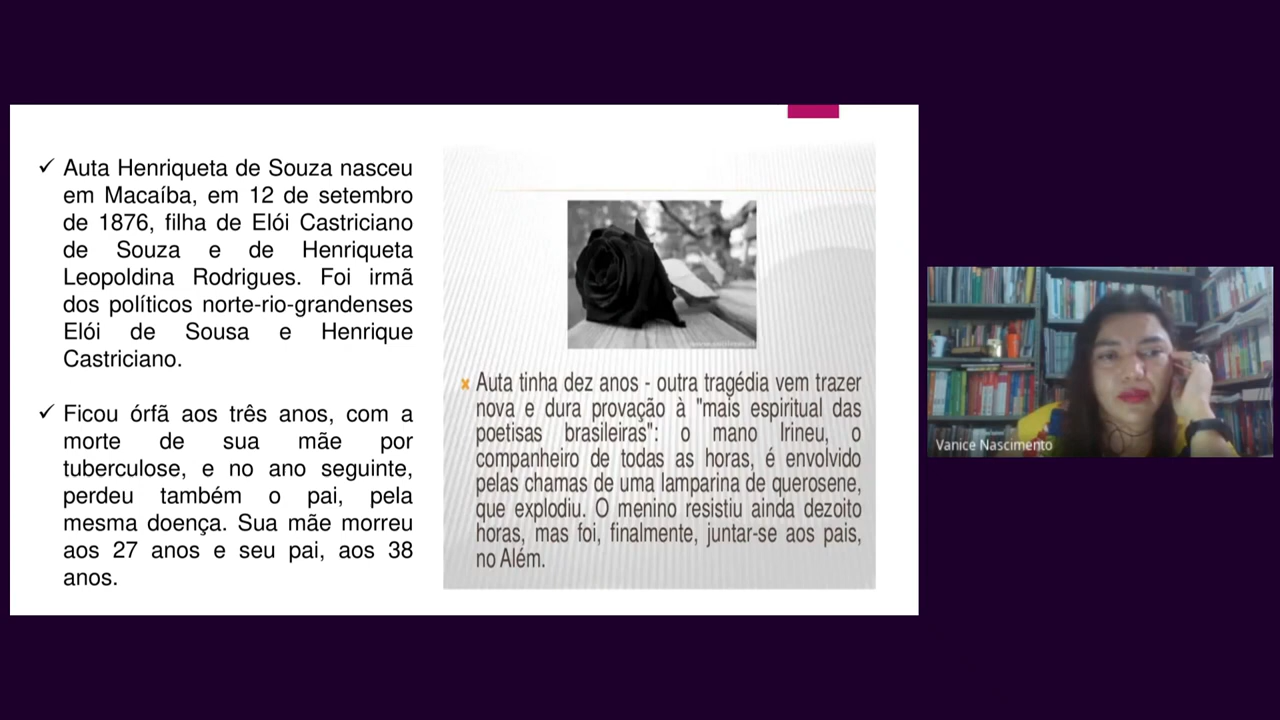 Auta Henriqueta de Souza nasceu
em Macaíba, em 12 de setembro
de 1876, filha de Elói Castriciano
de Souza e de Henriqueta
Leopoldina Rodrigues. Foi irmã
dos políticos norte-rio-grandenses
Elói de Sousa e Henrique
Castriciano.
Ficou órfã aos três anos, com a
morte de sua mãe por
tuberculose, e no ano seguinte,
perdeu também o pai, pela
mesma doença. Sua mãe morreu
aos 27 anos e seu pai, aos 38
anos.
Auta tinha dez anos - outra tragédia vem trazer
nova e dura provação à "mais espiritual das
poetisas brasileiras": o mano Irineu, o
companheiro de todas as horas, é envolvido
pelas chamas de uma lamparina de querosene,
que explodiu. O menino resistiu ainda dezoito
horas, mas foi, finalmente, juntar-se aos pais,
no Além.
Vanice Nascimento